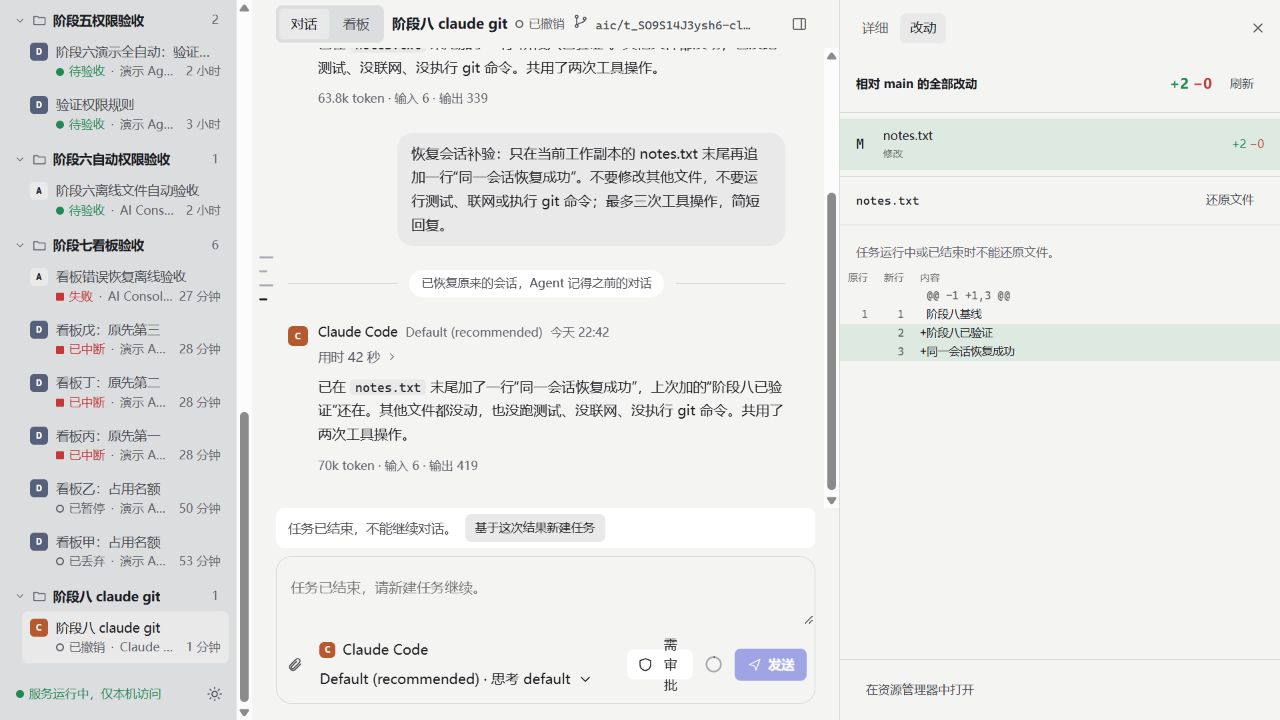 阶段五权限验收 2
D 阶段六演示全自动：验证...
待验收 · 演示 Ag... 2 小时
D 验证权限规则
待验收 · 演示 Ag... 3 小时
阶段六自动权限验收 1
A 阶段六离线文件自动验收
待验收 · AI Cons... 2 小时
阶段七看板验收 6
A 看板错误恢复离线验收
失败 · AI Consol... 27 分钟
D 看板戊：原先第三
已中断 · 演示 A... 28 分钟
D 看板丁：原先第二
已中断 · 演示 A... 28 分钟
D 看板丙：原先第一
已中断 · 演示 A... 28 分钟
D 看板乙：占用名额
已暂停 · 演示 A... 50 分钟
D 看板甲：占用名额
已丢弃 · 演示 A... 53 分钟
阶段八 claude git 1
C 阶段八 claude git
已撤销 · Claude ... 1 分钟
服务运行中，仅本机访问
对话 看板 阶段八 claude git 已撤销 aic/t_SO9S14J3ysh6-cl…
测试、没联网、没执行 git 命令。共用了两次工具操作。
63.8k token · 输入 6 · 输出 339
恢复会话补验：只在当前工作副本的 notes.txt 末尾再追
加一行“同一会话恢复成功”。不要修改其他文件，不要运
行测试、联网或执行 git 命令；最多三次工具操作，简短
回复。
已恢复原来的会话，Agent 记得之前的对话
C Claude Code Default (recommended) 今天 22:42
用时 42 秒
已在 notes.txt 末尾加了一行“同一会话恢复成功”，上次加的“阶段八已验
证”还在。其他文件都没动，也没跑测试、没联网、没执行 git 命令。共用了
两次工具操作。
70k token · 输入 6 · 输出 419
任务已结束，不能继续对话。 基于这次结果新建任务
任务已结束，请新建任务继续。
C Claude Code
Default (recommended) · 思考 default
需
审
批
发送
详细 改动
相对 main 的全部改动 +2 −0 刷新
M notes.txt +2 −0
修改
notes.txt 还原文件
任务运行中或已结束时不能还原文件。
原行 新行 内容
@@ -1 +1,3 @@
1 1 阶段八基线
2 +阶段八已验证
3 +同一会话恢复成功
在资源管理器中打开